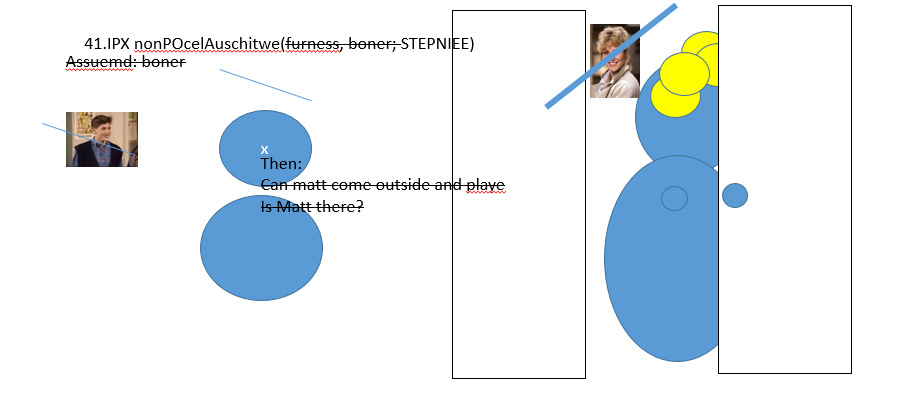 41.IPX nonPOcelAuschitwe(furness, boner; STEPNIEE)
Assuemd: boner
x
Then:
Can matt come outside and playe
Is Matt there?